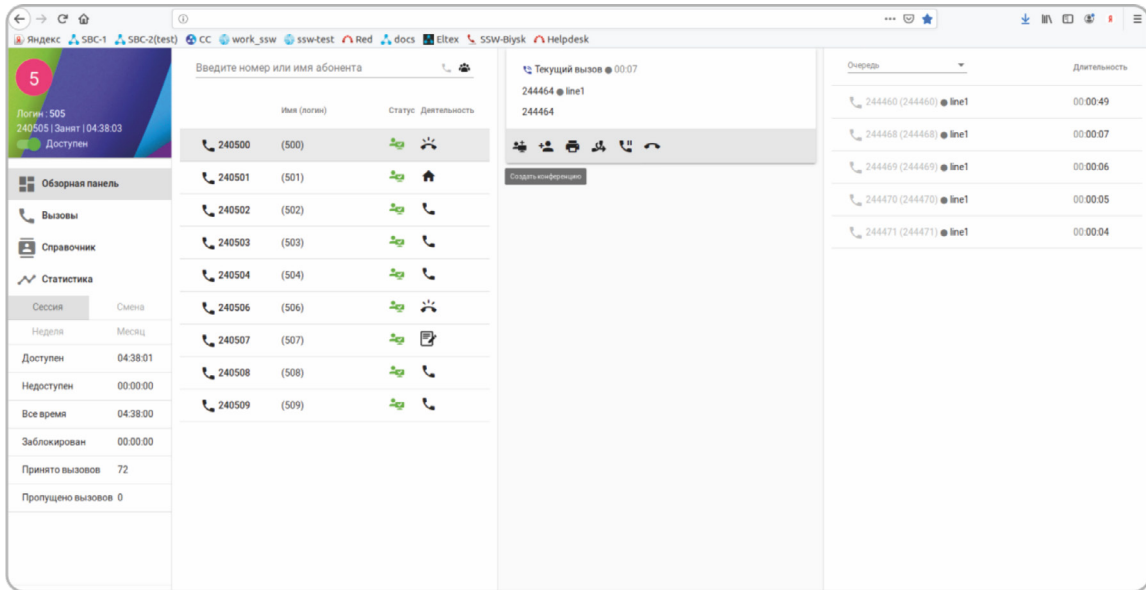 Яндекс SBC-1 SBC-2(test) CC work_ssw ssw-test Red docs Eltex SSW-Biysk Helpdesk
5
Логин : 505
240505 | Занят | 04:38:03
Доступен
Обзорная панель
Вызовы
Справочник
Статистика
Сессия Смена
Неделя Месяц
Доступен 04:38:01
Недоступен 00:00:00
Все время 04:38:00
Заблокирован 00:00:00
Принято вызовов 72
Пропущено вызовов 0
Введите номер или имя абонента
Имя (логин) Статус Деятельность
240500 (500)
240501 (501)
240502 (502)
240503 (503)
240504 (504)
240506 (506)
240507 (507)
240508 (508)
240509 (509)
Текущий вызов 00:07
244464 line1
244464
Создать конференцию
Очередь Длительность
244460 (244460) line1 00:00:49
244468 (244468) line1 00:00:07
244469 (244469) line1 00:00:06
244470 (244470) line1 00:00:05
244471 (244471) line1 00:00:04